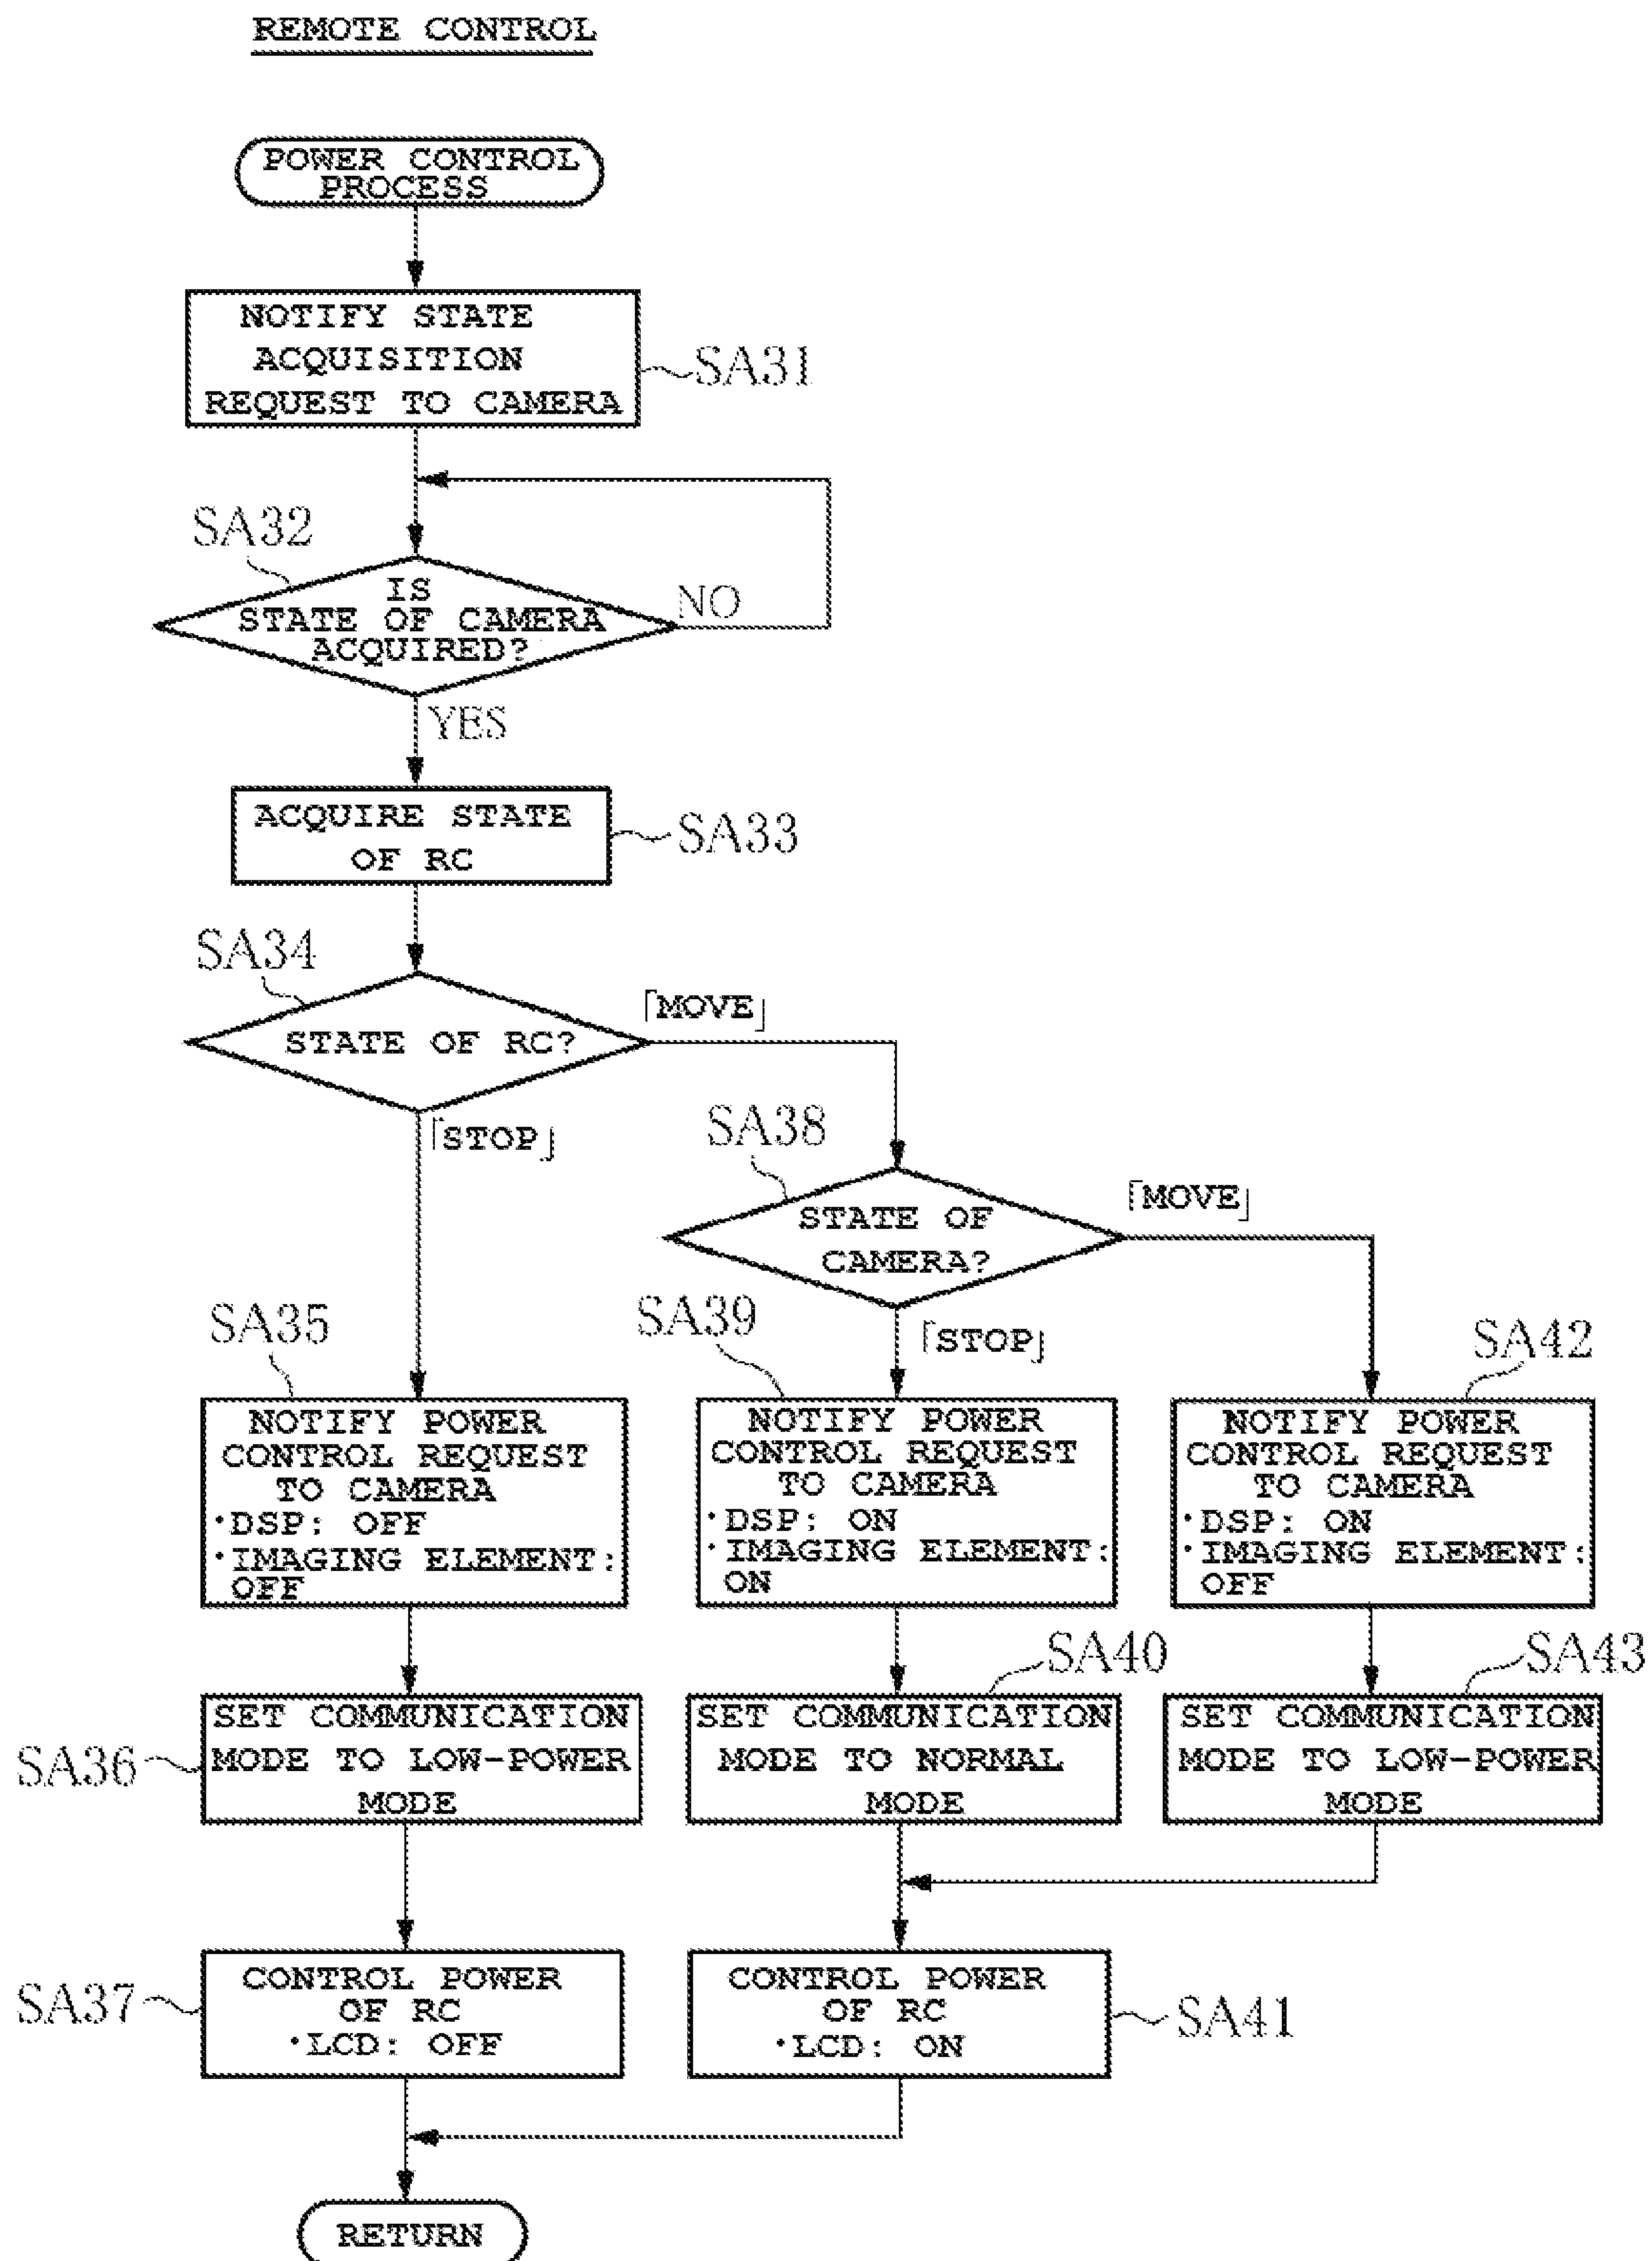 REMOTE CONTROL
POWER CONTROL
PROCESS
NOTIFY STATE
ACQUISITION
REQUEST TO CAMERA
SA31
SA32
IS
STATE OF CAMERA
ACQUIRED?
NO
YES
ACQUIRE STATE
OF RC
SA33
SA34
STATE OF RC?
「MOVE」
「STOP」
SA38
STATE OF
CAMERA?
「MOVE」
「STOP」
SA35
NOTIFY POWER
CONTROL REQUEST
TO CAMERA
・DSP: OFF
・IMAGING ELEMENT:
OFF
SA39
NOTIFY POWER
CONTROL REQUEST
TO CAMERA
・DSP: ON
・IMAGING ELEMENT:
ON
SA42
NOTIFY POWER
CONTROL REQUEST
TO CAMERA
・DSP: ON
・IMAGING ELEMENT:
OFF
SA36
SET COMMUNICATION
MODE TO LOW-POWER
MODE
SA40
SET COMMUNICATION
MODE TO NORMAL
MODE
SA43
SET COMMUNICATION
MODE TO LOW-POWER
MODE
SA37
CONTROL POWER
OF RC
・LCD: OFF
CONTROL POWER
OF RC
・LCD: ON
SA41
RETURN